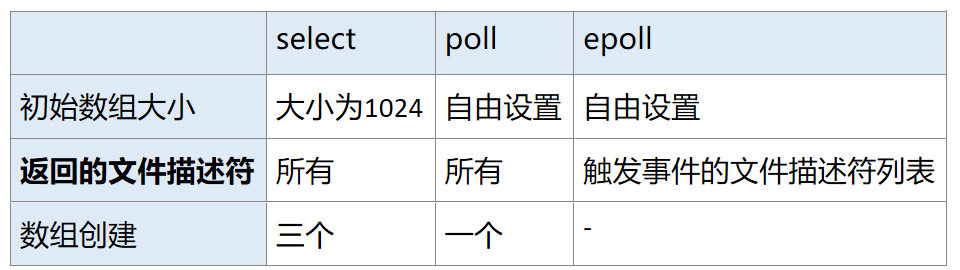 select poll epoll
初始数组大小 大小为1024 自由设置 自由设置
返回的文件描述符 所有 所有 触发事件的文件描述符列表
数组创建 三个 一个 -